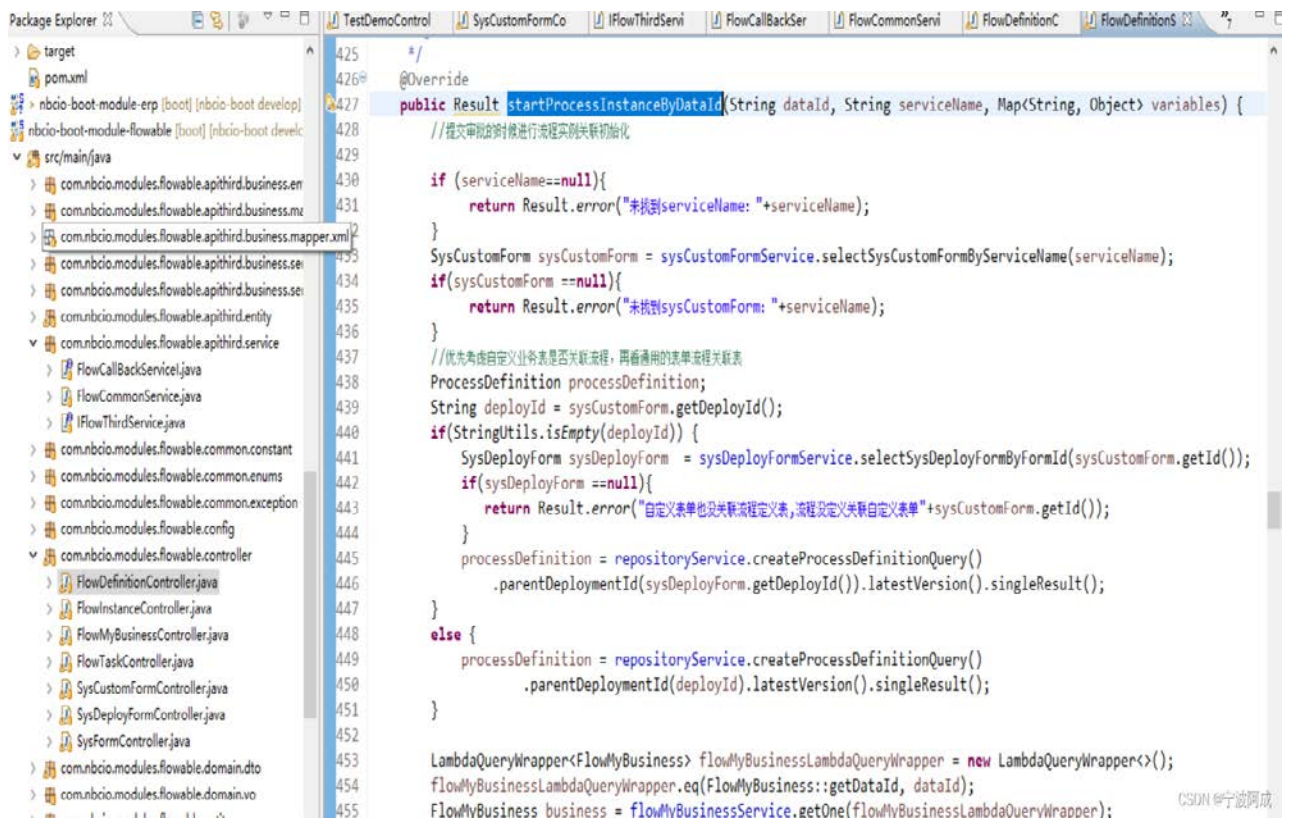 Package Explorer
target
pom.xml
nbcio-boot-module-erp [boot] [nbcio-boot develop]
nbcio-boot-module-flowable [boot] [nbcio-boot develc
src/main/java
com.nbcio.modules.flowable.apithird.business.en
com.nbcio.modules.flowable.apithird.business.ma
com.nbcio.modules.flowable.apithird.business.mapper.xml
com.nbcio.modules.flowable.apithird.business.sei
com.nbcio.modules.flowable.apithird.business.sei
com.nbcio.modules.flowable.apithird.entity
com.nbcio.modules.flowable.apithird.service
FlowCallBackServiceI.java
FlowCommonService.java
IFlowThirdService.java
com.nbcio.modules.flowable.common.constant
com.nbcio.modules.flowable.common.enums
com.nbcio.modules.flowable.common.exception
com.nbcio.modules.flowable.config
com.nbcio.modules.flowable.controller
FlowDefinitionController.java
FlowInstanceController.java
FlowMyBusinessController.java
FlowTaskController.java
SysCustomFormController.java
SysDeployFormController.java
SysFormController.java
com.nbcio.modules.flowable.domain.dto
com.nbcio.modules.flowable.domain.vo
TestDemoControl SysCustomFormCo IFlowThirdServi FlowCallBackSer FlowCommonServi FlowDefinitionC FlowDefinitionS 7
425 */
426 @Override
427 public Result startProcessInstanceByDataId(String dataId, String serviceName, Map<String, Object> variables) {
428 //提交审批的时候进行流程实例关联初始化
429
430 if (serviceName==null){
431 return Result.error("未找到serviceName: "+serviceName);
2 }
433 SysCustomForm sysCustomForm = sysCustomFormService.selectSysCustomFormByServiceName(serviceName);
434 if(sysCustomForm ==null){
435 return Result.error("未找到sysCustomForm: "+serviceName);
436 }
437 //优先考虑自定义业务表是否关联流程，再看通用的表单流程关联表
438 ProcessDefinition processDefinition;
439 String deployId = sysCustomForm.getDeployId();
440 if(StringUtils.isEmpty(deployId)) {
441 SysDeployForm sysDeployForm = sysDeployFormService.selectSysDeployFormByFormId(sysCustomForm.getId());
442 if(sysDeployForm ==null){
443 return Result.error("自定义表单也没关联流程定义表,流程没定义关联自定义表单"+sysCustomForm.getId());
444 }
445 processDefinition = repositoryService.createProcessDefinitionQuery()
446 .parentDeploymentId(sysDeployForm.getDeployId()).latestVersion().singleResult();
447 }
448 else {
449 processDefinition = repositoryService.createProcessDefinitionQuery()
450 .parentDeploymentId(deployId).latestVersion().singleResult();
451 }
452
453 LambdaQueryWrapper<FlowMyBusiness> flowMyBusinessLambdaQueryWrapper = new LambdaQueryWrapper<>();
454 flowMyBusinessLambdaQueryWrapper.eq(FlowMyBusiness::getDataId, dataId);
455 FlowMyBusiness business = flowMyBusinessService.getOne(flowMyBusinessLambdaQueryWrapper);
CSDN @宁波阿成